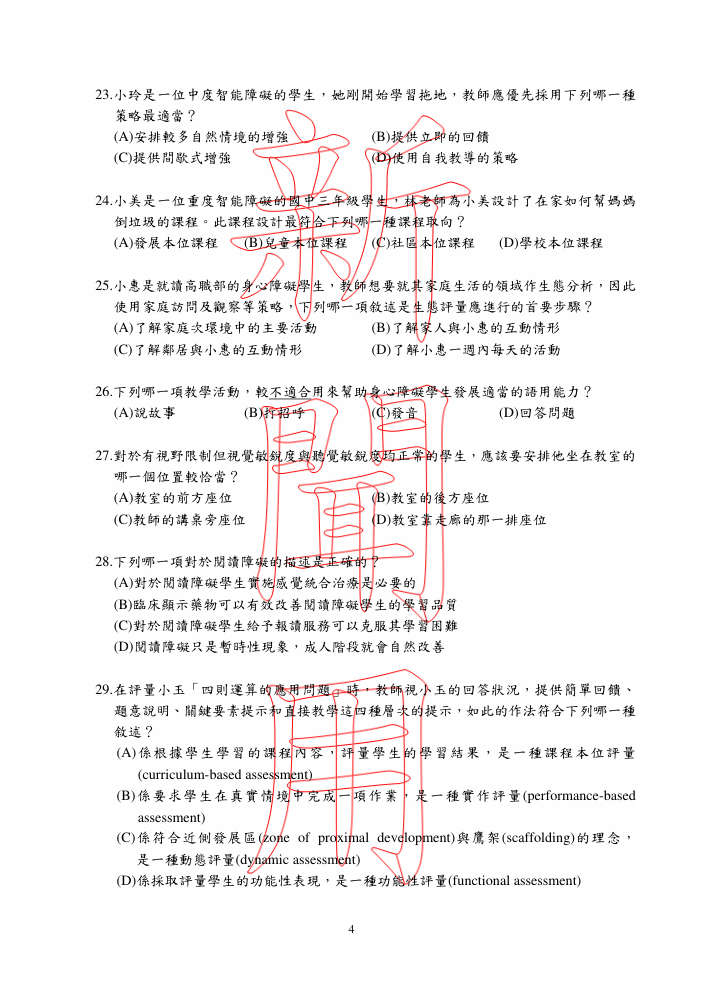 23.小玲是一位中度智能障礙的學生，她剛開始學習拖地，教師應優先採用下列哪一種
策略最適當？
(A)安排較多自然情境的增強 (B)提供立即的回饋
(C)提供間歇式增強 (D)使用自我教導的策略
24.小美是一位重度智能障礙的國中三年級學生，林老師為小美設計了在家如何幫媽媽
倒垃圾的課程。此課程設計最符合下列哪一種課程取向？
(A)發展本位課程 (B)兒童本位課程 (C)社區本位課程 (D)學校本位課程
25.小惠是就讀高職部的身心障礙學生，教師想要就其家庭生活的領域作生態分析，因此
使用家庭訪問及觀察等策略，下列哪一項敘述是生態評量應進行的首要步驟？
(A)了解家庭次環境中的主要活動 (B)了解家人與小惠的互動情形
(C)了解鄰居與小惠的互動情形 (D)了解小惠一週內每天的活動
26.下列哪一項教學活動，較不適合用來幫助身心障礙學生發展適當的語用能力？
(A)說故事 (B)打招呼 (C)發音 (D)回答問題
27.對於有視野限制但視覺敏銳度與聽覺敏銳度均正常的學生，應該要安排他坐在教室的
哪一個位置較恰當？
(A)教室的前方座位 (B)教室的後方座位
(C)教師的講桌旁座位 (D)教室靠走廊的那一排座位
28.下列哪一項對於閱讀障礙的描述是正確的？
(A)對於閱讀障礙學生實施感覺統合治療是必要的
(B)臨床顯示藥物可以有效改善閱讀障礙學生的學習品質
(C)對於閱讀障礙學生給予報讀服務可以克服其學習困難
(D)閱讀障礙只是暫時性現象，成人階段就會自然改善
29.在評量小玉「四則運算的應用問題」時，教師視小玉的回答狀況，提供簡單回饋、
題意說明、關鍵要素提示和直接教學這四種層次的提示，如此的作法符合下列哪一種
敘述？
(A)係根據學生學習的課程內容，評量學生的學習結果，是一種課程本位評量
(curriculum-based assessment)
(B)係要求學生在真實情境中完成一項作業，是一種實作評量(performance-based
assessment)
(C)係符合近側發展區(zone of proximal development)與鷹架(scaffolding)的理念，
是一種動態評量(dynamic assessment)
(D)係採取評量學生的功能性表現，是一種功能性評量(functional assessment)
新聞用
4